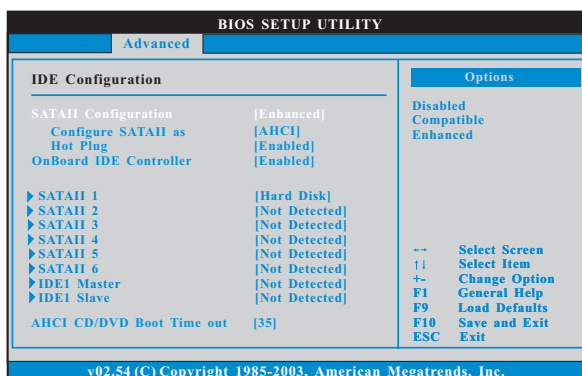 BIOS SETUP UTILITY
Advanced
IDE Configuration
SATAII Configuration [Enhanced]
Configure SATAII as [AHCI]
Hot Plug [Enabled]
OnBoard IDE Controller [Enabled]
SATAII 1 [Hard Disk]
SATAII 2 [Not Detected]
SATAII 3 [Not Detected]
SATAII 4 [Not Detected]
SATAII 5 [Not Detected]
SATAII 6 [Not Detected]
IDE1 Master [Not Detected]
IDE1 Slave [Not Detected]
AHCI CD/DVD Boot Time out [35]
Options
Disabled
Compatible
Enhanced
←→ Select Screen
↑↓ Select Item
+- Change Option
F1 General Help
F9 Load Defaults
F10 Save and Exit
ESC Exit
v02.54 (C) Copyright 1985-2003, American Megatrends, Inc.